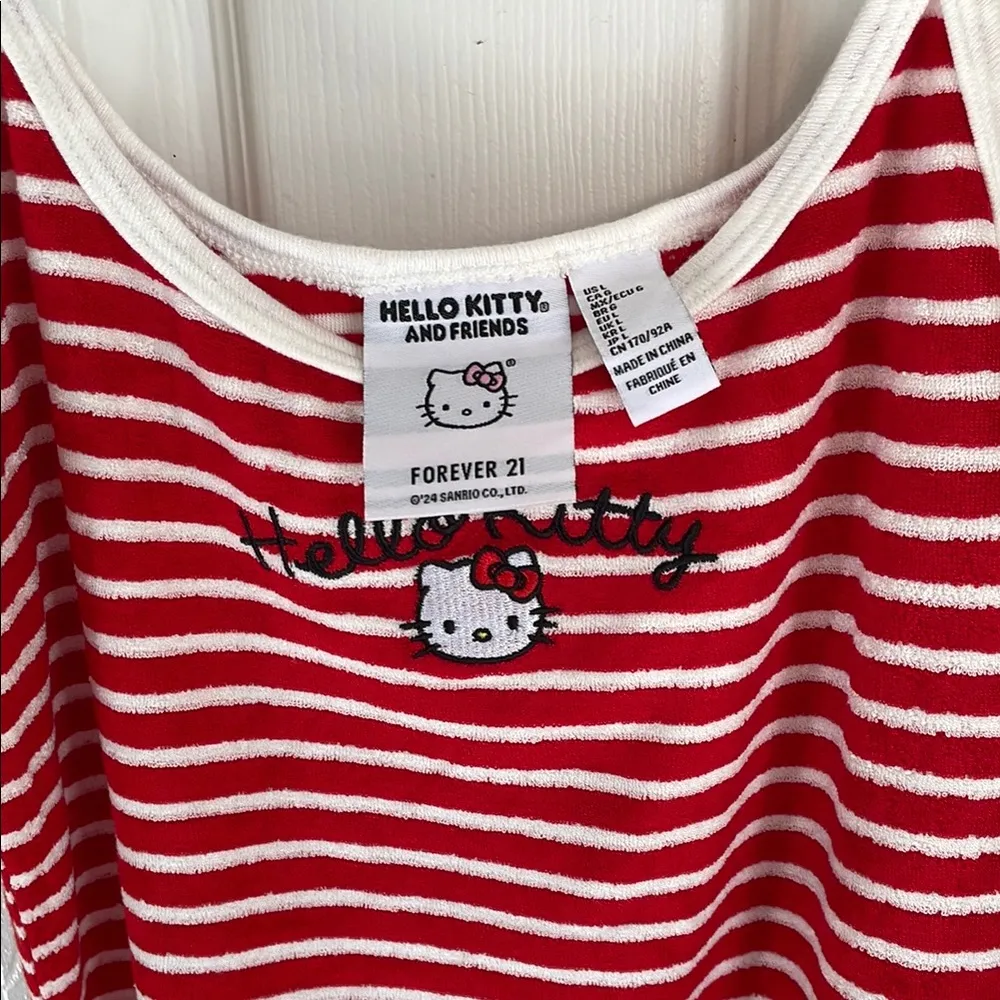 HELLO KITTY®
AND FRIENDS
®
FOREVER 21
©'24 SANRIO CO., LTD.
US L
CA G
MX/ECU G
BR G
EU L
UK L
KR L
JP L
CN 170/92A
MADE IN CHINA
FABRIQUÉ EN
CHINE
Hello Kitty